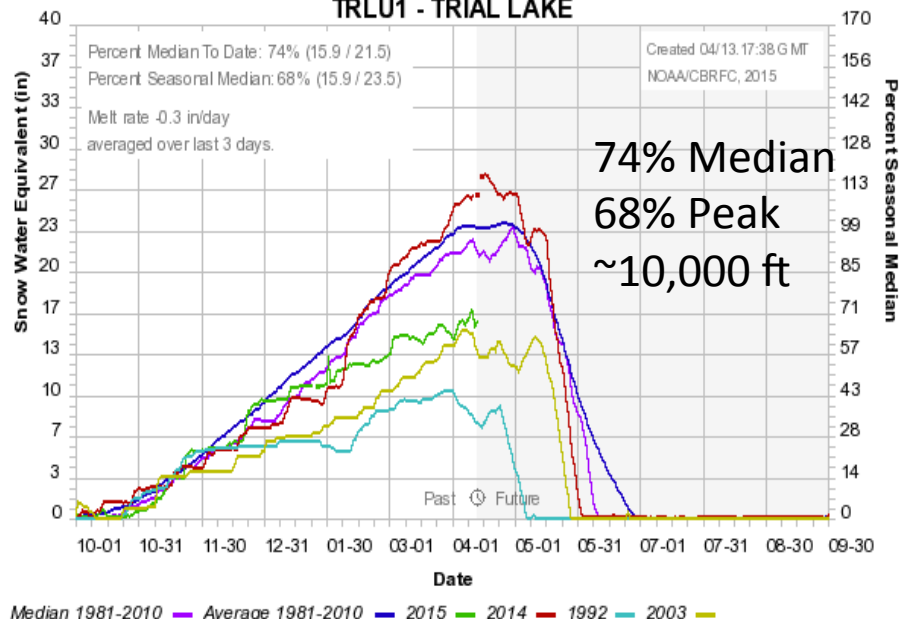 TRLU1 - TRIAL LAKE
Percent Median To Date: 74% (15.9 / 21.5)
Percent Seasonal Median: 68% (15.9 / 23.5)
Melt rate -0.3 in/day
averaged over last 3 days.
Created 04/13.17:38 GMT
NOAA/CBRFC, 2015
74% Median
68% Peak
~10,000 ft
Snow Water Equivalent (in)
40
37
33
30
27
23
20
17
13
10
7
3
0
Percent Seasonal Median
170
156
142
128
113
99
85
71
57
43
28
14
0
Past Future
10-01 10-31 11-30 12-31 01-30 03-01 04-01 05-01 05-31 07-01 07-31 08-30 09-30
Date
Median 1981-2010 Average 1981-2010 2015 2014 1992 2003